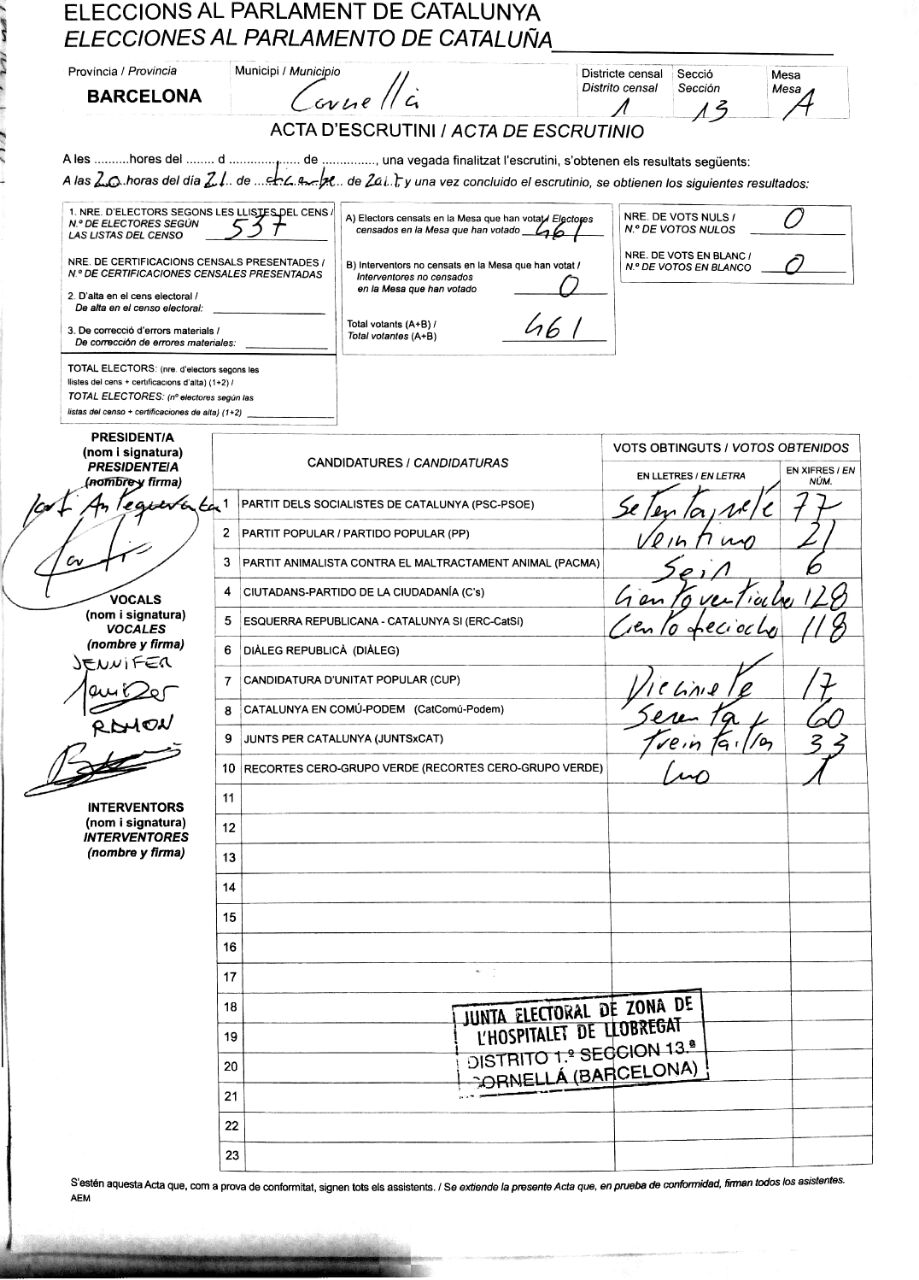 ELECCIONS AL PARLAMENT DE CATALUNYA
ELECCIONES AL PARLAMENTO DE CATALUÑA
Provincia / Provincia
BARCELONA
Municipi / Municipio
Cornellà
Districte censal
Distrito censal
1
Secció
Sección
13
Mesa
Mesa
A
ACTA D'ESCRUTINI / ACTA DE ESCRUTINIO
A les ..........hores del ........ d ..................... de ..............., una vegada finalitzat l'escrutini, s'obtenen els resultats següents:
A las 20 horas del día 21 de diciembre de 2017 y una vez concluido el escrutinio, se obtienen los siguientes resultados:
1. NRE. D'ELECTORS SEGONS LES LLISTES DEL CENS /
N.º DE ELECTORES SEGÚN
LAS LISTAS DEL CENSO 537
NRE. DE CERTIFICACIONS CENSALS PRESENTADES /
N.º DE CERTIFICACIONES CENSALES PRESENTADAS
2. D'alta en el cens electoral /
De alta en el censo electoral:
3. De correcció d'errors materials /
De corrección de errores materiales:
TOTAL ELECTORS: (nre. d'electors segons les
llistes del cens + certificacions d'alta) (1+2) /
TOTAL ELECTORES: (nº electores según las
listas del censo + certificaciones de alta) (1+2)
A) Electors censats en la Mesa que han votat / Electores
censados en la Mesa que han votado 461
B) Interventors no censats en la Mesa que han votat /
Interventores no censados
en la Mesa que han votado 0
Total votants (A+B) /
Total votantes (A+B) 461
NRE. DE VOTS NULS /
N.º DE VOTOS NULOS 0
NRE. DE VOTS EN BLANC /
N.º DE VOTOS EN BLANCO 0
PRESIDENT/A
(nom i signatura)
PRESIDENTE/A
(nombre y firma)
VOCALS
(nom i signatura)
VOCALES
(nombre y firma)
JENNIFER
RAMON
INTERVENTORS
(nom i signatura)
INTERVENTORES
(nombre y firma)
CANDIDATURES / CANDIDATURAS
VOTS OBTINGUTS / VOTOS OBTENIDOS
EN LLETRES / EN LETRA
EN XIFRES / EN
NÚM.
1 PARTIT DELS SOCIALISTES DE CATALUNYA (PSC-PSOE) 77
2 PARTIT POPULAR / PARTIDO POPULAR (PP) Veintiuno 21
3 PARTIT ANIMALISTA CONTRA EL MALTRACTAMENT ANIMAL (PACMA) Seis 6
4 CIUTADANS-PARTIDO DE LA CIUDADANÍA (C's) Ciento ventiocho 128
5 ESQUERRA REPUBLICANA - CATALUNYA SI (ERC-CatSí) Ciento dieciocho 118
6 DIÀLEG REPUBLICÀ (DIÀLEG)
7 CANDIDATURA D'UNITAT POPULAR (CUP) 17
8 CATALUNYA EN COMÚ-PODEM (CatComú-Podem) Sesenta 60
9 JUNTS PER CATALUNYA (JUNTSxCAT) 33
10 RECORTES CERO-GRUPO VERDE (RECORTES CERO-GRUPO VERDE) Uno 1
11
12
13
14
15
16
17
18
19
20
21
22
23
JUNTA ELECTORAL DE ZONA DE
L'HOSPITALET DE LLOBREGAT
DISTRITO 1.º SECCION 13.ª
CORNELLÁ (BARCELONA)
S'estén aquesta Acta que, com a prova de conformitat, signen tots els assistents. / Se extiende la presente Acta que, en prueba de conformidad, firman todos los asistentes.
AEM